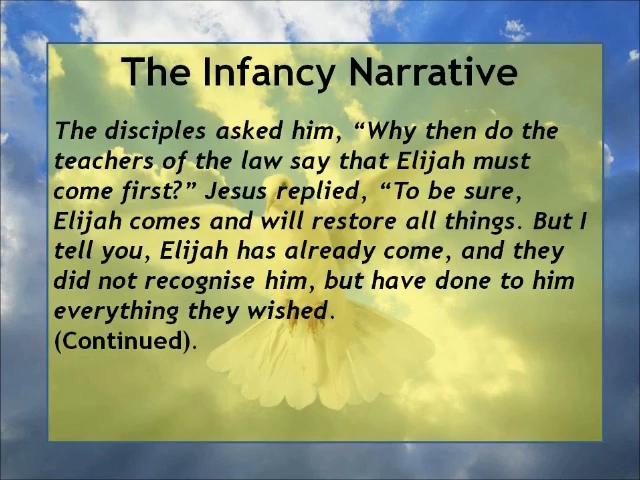 The Infancy Narrative
The disciples asked him, “Why then do the
teachers of the law say that Elijah must
come first?” Jesus replied, “To be sure,
Elijah comes and will restore all things. But I
tell you, Elijah has already come, and they
did not recognise him, but have done to him
everything they wished.
(Continued).